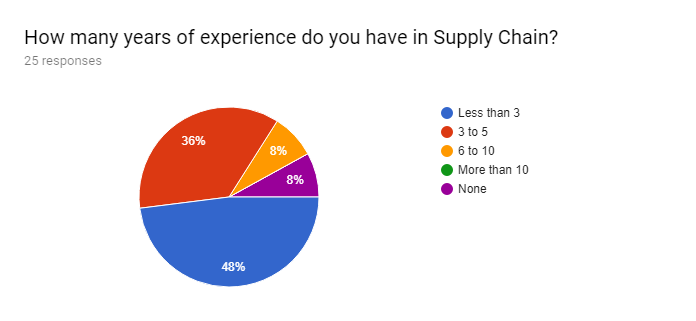 How many years of experience do you have in Supply Chain?
25 responses
36%
8%
8%
48%
Less than 3
3 to 5
6 to 10
More than 10
None